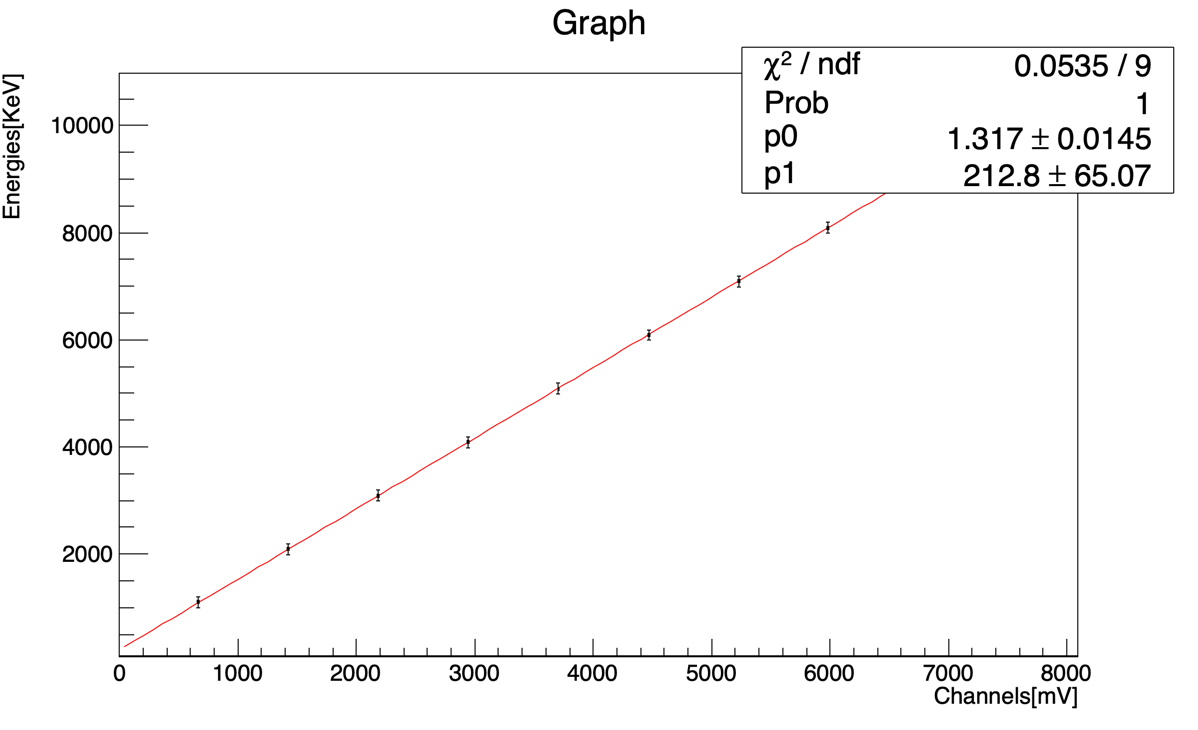 Graph
χ² / ndf 0.0535 / 9
Prob 1
p0 1.317 ± 0.0145
p1 212.8 ± 65.07
Energies[KeV]
10000
8000
6000
4000
2000
0 1000 2000 3000 4000 5000 6000 7000 8000
Channels[mV]